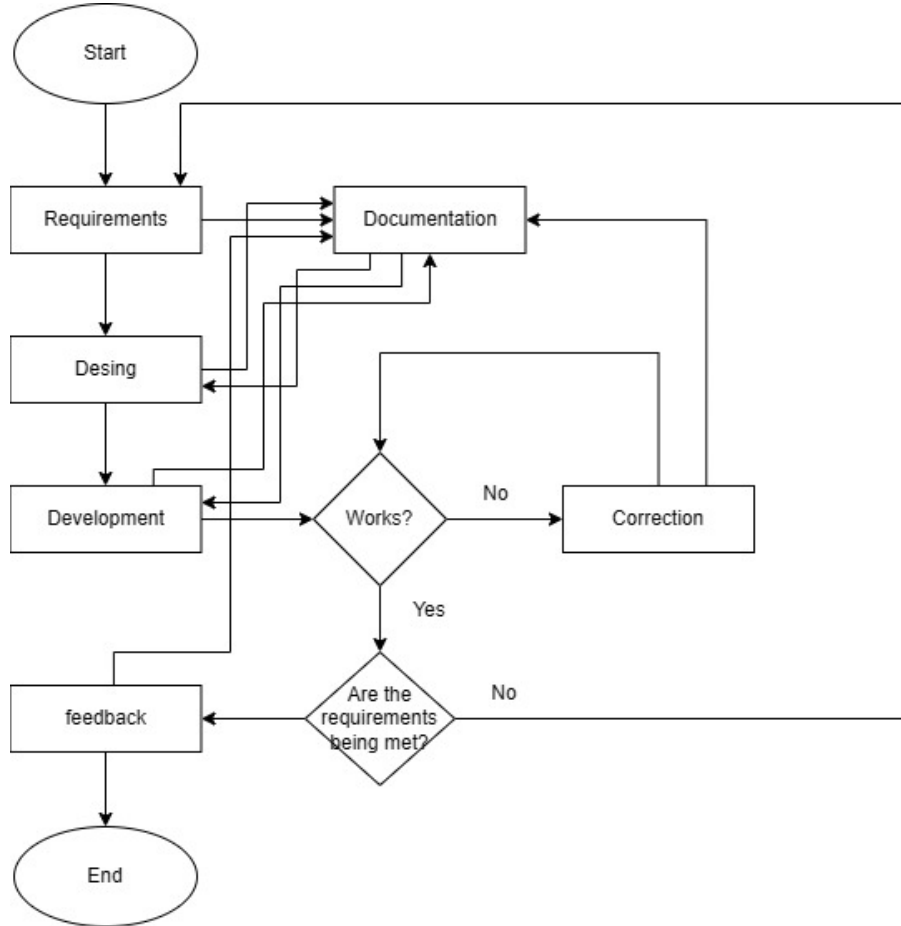 Start
Requirements
Documentation
Desing
Development
Works?
No
Correction
Yes
feedback
Are the
requirements
being met?
No
End